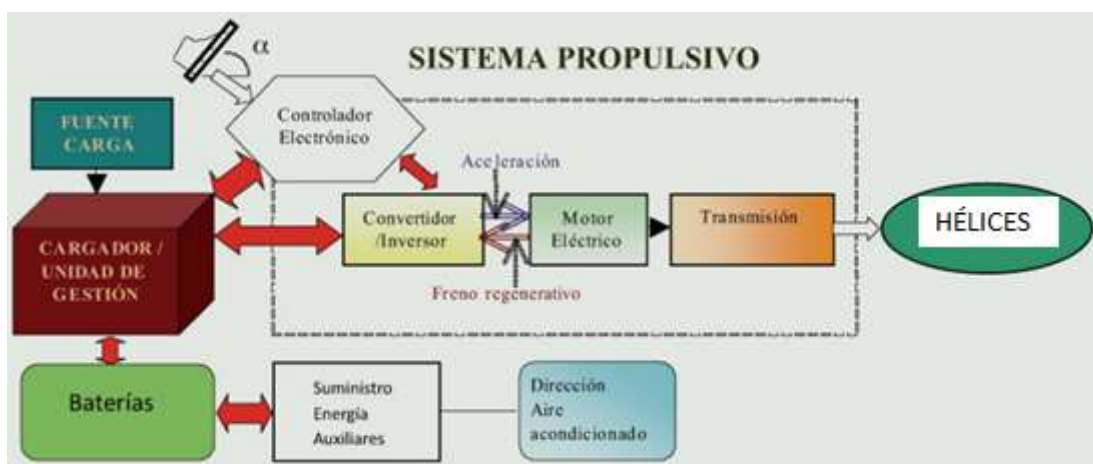 α
SISTEMA PROPULSIVO
Controlador
Electrónico
FUENTE
CARGA
Aceleración
Convertidor
/Inversor
Motor
Eléctrico
Transmisión
HÉLICES
CARGADOR /
UNIDAD DE
GESTIÓN
Freno regenerativo
Baterías
Suministro
Energía
Auxiliares
Dirección
Aire
acondicionado